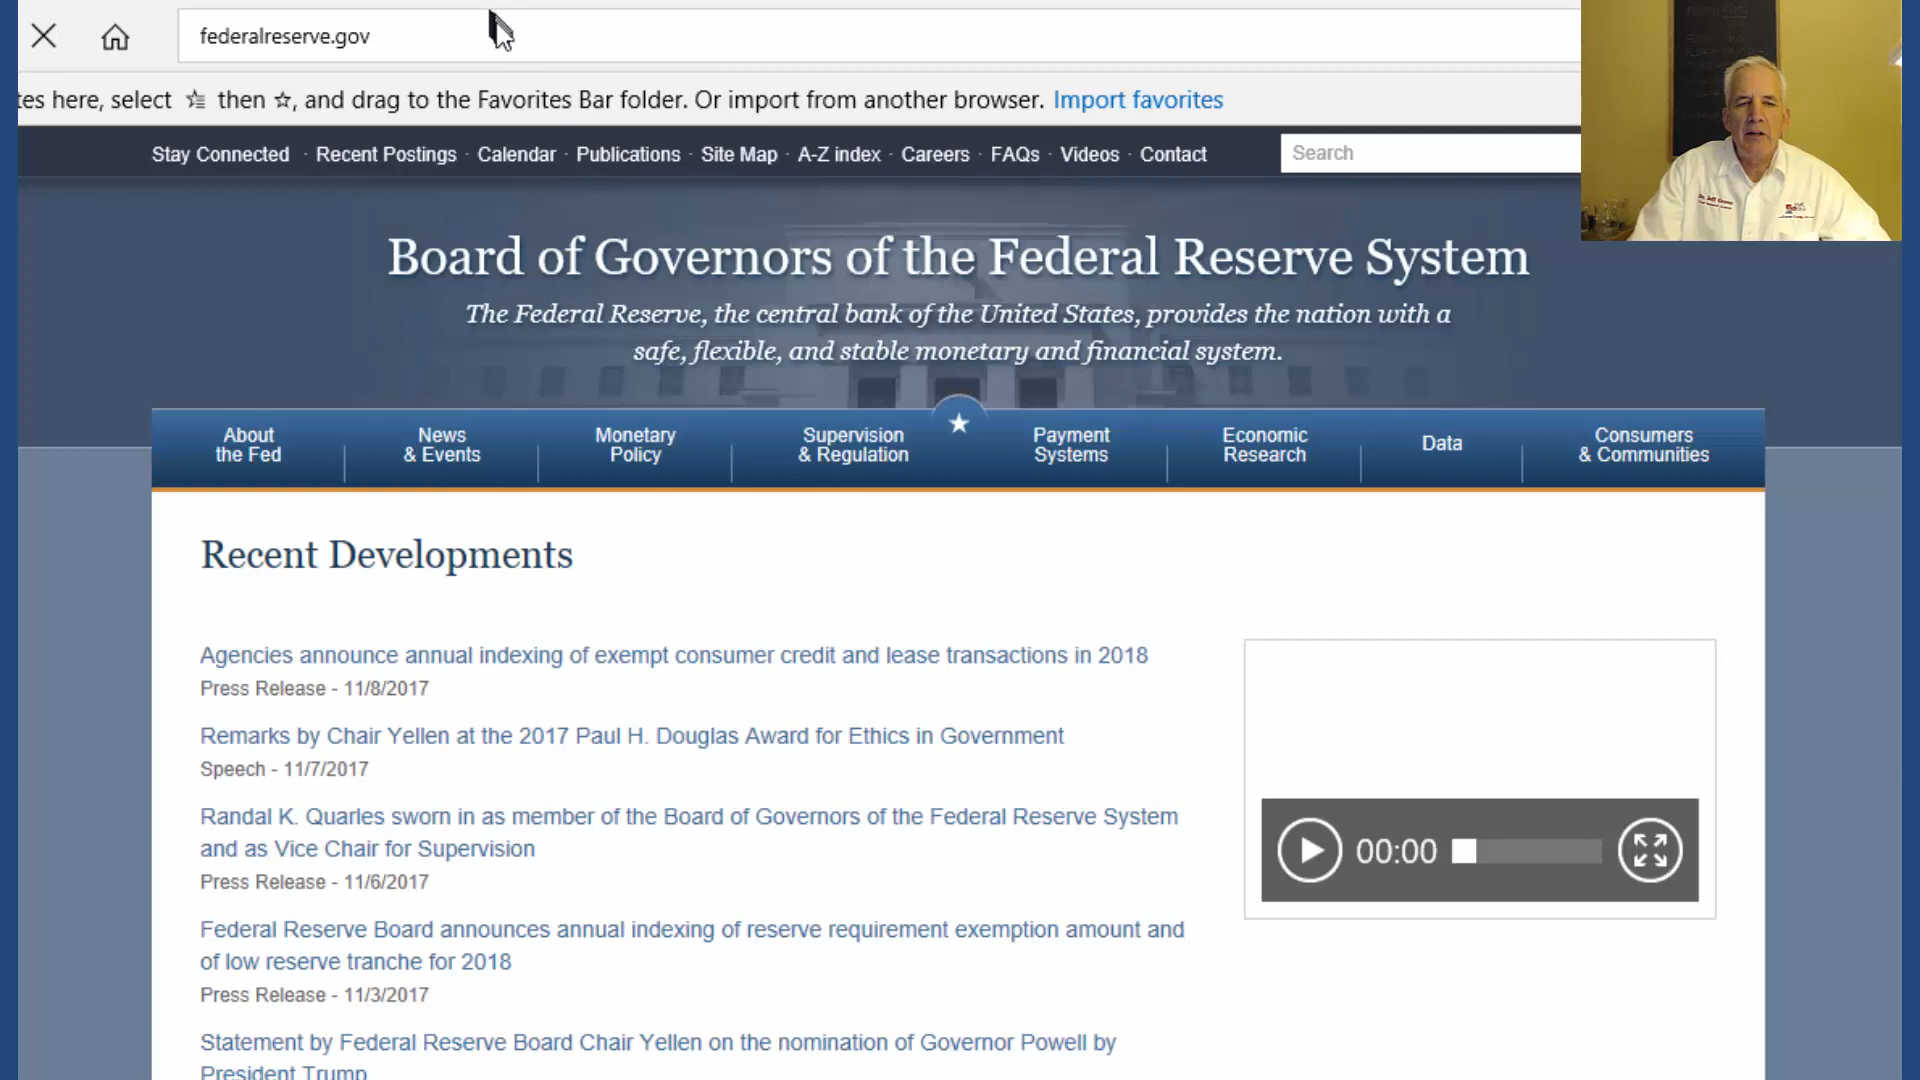 federalreserve.gov
tes here, select ☆ then ☆, and drag to the Favorites Bar folder. Or import from another browser. Import favorites
Stay Connected · Recent Postings · Calendar · Publications · Site Map · A-Z index · Careers · FAQs · Videos · Contact
Search
Board of Governors of the Federal Reserve System
The Federal Reserve, the central bank of the United States, provides the nation with a
safe, flexible, and stable monetary and financial system.
About
the Fed
News
& Events
Monetary
Policy
Supervision
& Regulation
Payment
Systems
Economic
Research
Data
Consumers
& Communities
Recent Developments
Agencies announce annual indexing of exempt consumer credit and lease transactions in 2018
Press Release - 11/8/2017
Remarks by Chair Yellen at the 2017 Paul H. Douglas Award for Ethics in Government
Speech - 11/7/2017
Randal K. Quarles sworn in as member of the Board of Governors of the Federal Reserve System
and as Vice Chair for Supervision
Press Release - 11/6/2017
Federal Reserve Board announces annual indexing of reserve requirement exemption amount and
of low reserve tranche for 2018
Press Release - 11/3/2017
Statement by Federal Reserve Board Chair Yellen on the nomination of Governor Powell by
President Trump
00:00